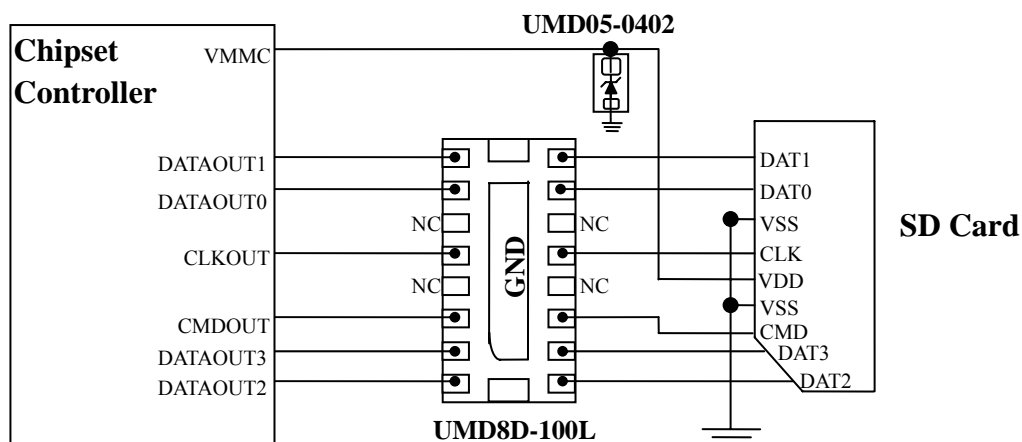 UMD05-0402
Chipset
Controller
VMMC
DATAOUT1
DATAOUT0
NC
CLKOUT
NC
CMDOUT
DATAOUT3
DATAOUT2
GND
NC
NC
UMD8D-100L
DAT1
DAT0
VSS
CLK
VDD
VSS
CMD
DAT3
DAT2
SD Card